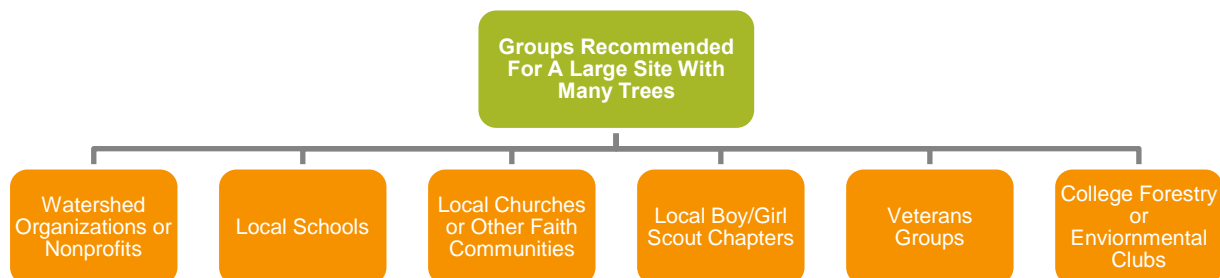 Groups Recommended
For A Large Site With
Many Trees
Watershed
Organizations or
Nonprofits
Local Schools
Local Churches
or Other Faith
Communities
Local Boy/Girl
Scout Chapters
Veterans
Groups
College Forestry
or
Enviornmental
Clubs